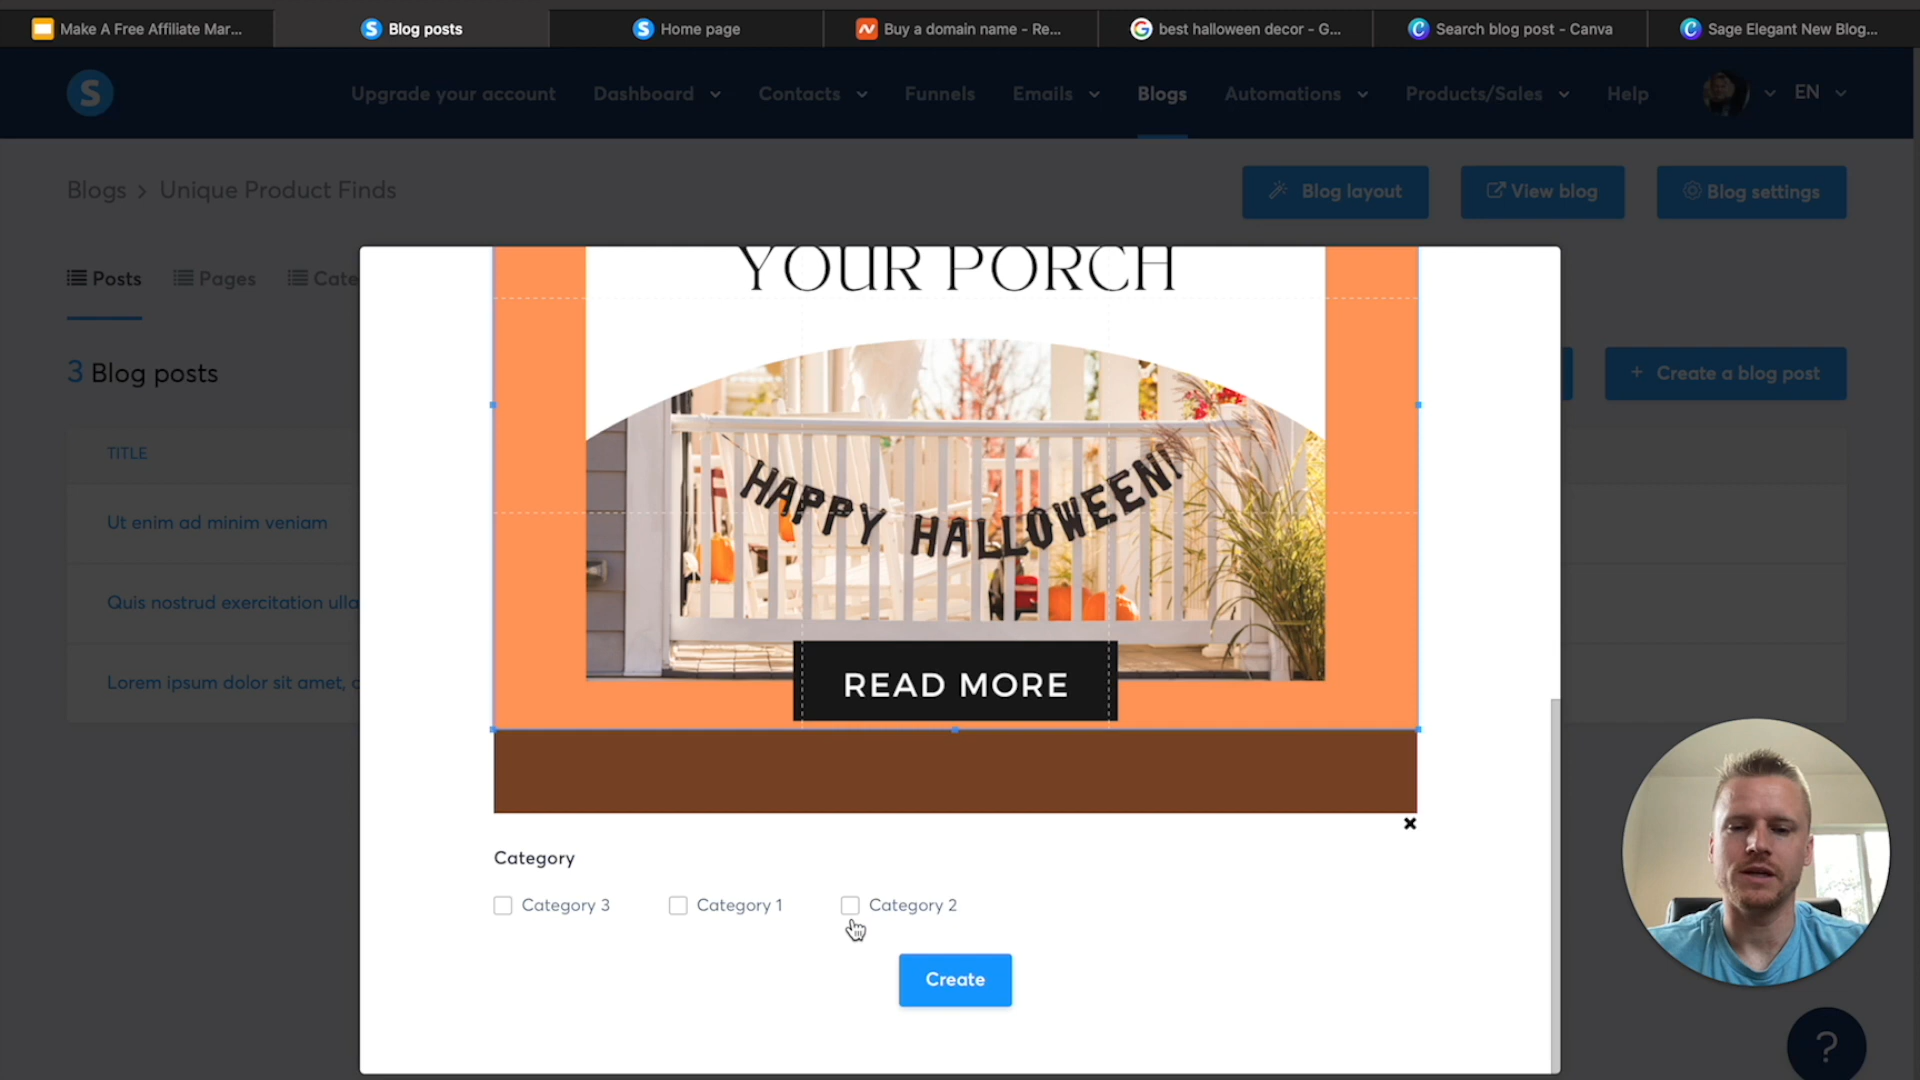 Make A Free Affiliate Mar...
Blog posts
Home page
Buy a domain name - Re...
best halloween decor - G...
Search blog post - Canva
Sage Elegant New Blog...
S
Upgrade your account
Dashboard
Contacts
Funnels
Emails
Blogs
Automations
Products/Sales
Help
EN
Blogs > Unique Product Finds
Blog layout
View blog
Blog settings
Posts
Pages
Cate
3 Blog posts
+ Create a blog post
TITLE
Ut enim ad minim veniam
Quis nostrud exercitation ulla
Lorem ipsum dolor sit amet, c
YOUR PORCH
HAPPY HALLOWEEN!
READ MORE
Category
Category 3
Category 1
Category 2
Create
?